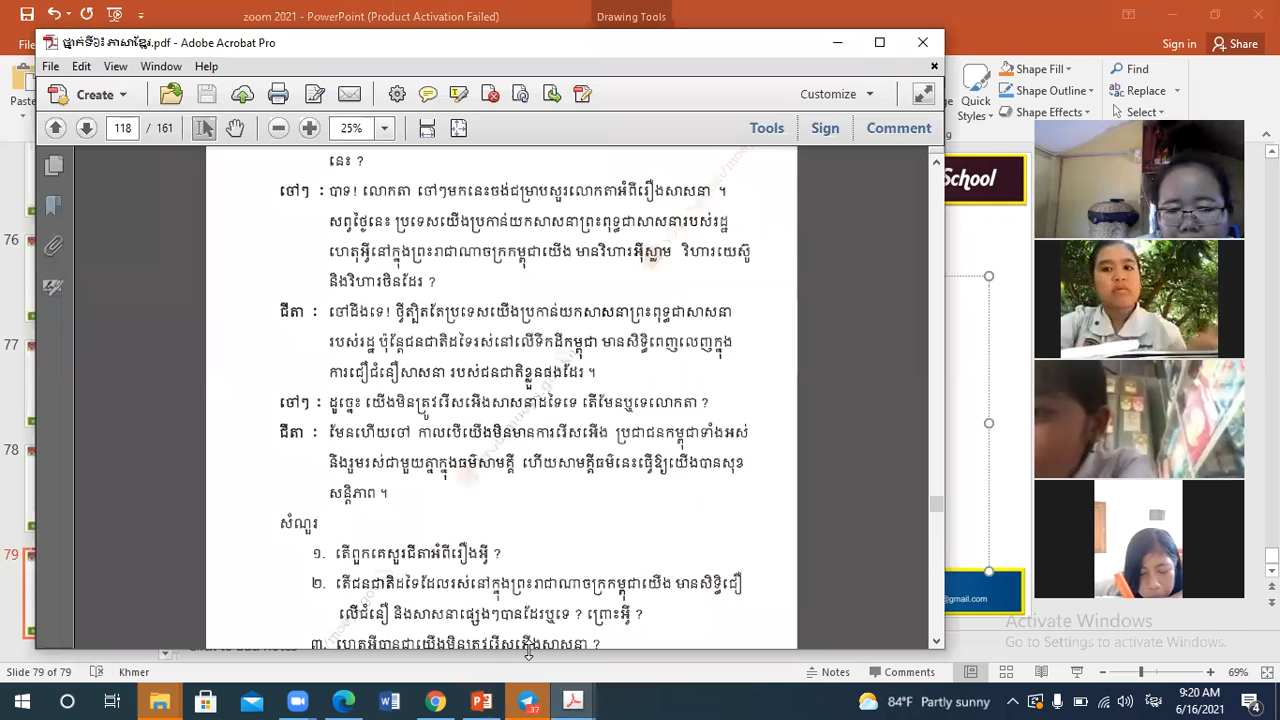 zoom 2021 - PowerPoint (Product Activation Failed)
Drawing Tools
ថ្នាក់ទី៦៖ ភាសាខ្មែរ.pdf - Adobe Acrobat Pro
Sign in
Share
File Edit View Window Help
Create
Customize
118 / 161
25%
Tools Sign Comment
Paste
Quick Styles
Shape Fill
Shape Outline
Shape Effects
Find
Replace
Select
School
76
77
78
79
នេះ ?
ចៅៗ : បាទ! លោកតា ចៅៗមកនេះចង់ជម្រាបសួរលោកតាអំពីរឿងសាសនា ។
សព្វថ្ងៃនេះ ប្រទេសយើងប្រកាន់យកសាសនាព្រះពុទ្ធជាសាសនារបស់រដ្ឋ
ហេតុអ្វីនៅក្នុងព្រះរាជាណាចក្រកម្ពុជាយើង មានវិហារអ៊ីស្លាម វិហារយេស៊ូ
និងវិហារចិនដែរ ?
ជីតា : ចៅដឹងទេ! ថ្វីត្បិតតែប្រទេសយើងប្រកាន់យកសាសនាព្រះពុទ្ធជាសាសនា
របស់រដ្ឋ ប៉ុន្តែជនជាតិដទៃរស់នៅលើទឹកដីកម្ពុជា មានសិទ្ធិពេញលេញក្នុង
ការជឿជំនឿសាសនា របស់ជនជាតិខ្លួនផងដែរ ។
ចៅៗ : ដូច្នេះ យើងមិនត្រូវរើសអើងសាសនាដទៃទេ តើមែនឬទេលោកតា ?
ជីតា : មែនហើយចៅ កាលបើយើងមិនមានការរើសអើង ប្រជាជនកម្ពុជាទាំងអស់
នឹងរួមរស់ជាមួយគ្នាក្នុងធម៌សាមគ្គី ហើយសាមគ្គីធម៌នេះធ្វើឱ្យយើងបានសុខ
សន្តិភាព ។
សំណួរ
១. តើពួកគេសួរជីតាអំពីរឿងអ្វី ?
២. តើជនជាតិដទៃដែលរស់នៅក្នុងព្រះរាជាណាចក្រកម្ពុជាយើង មានសិទ្ធិជឿ
លើជំនឿ និងសាសនាផ្សេងៗបានដែរឬទេ ? ព្រោះអ្វី ?
៣. ហេតុអ្វីបានជាយើងមិនត្រូវរើសអើងសាសនា ?
@gmail.com
Activate Windows
Go to Settings to activate Windows.
Slide 79 of 79
Khmer
Notes
Comments
69%
37
84°F Partly sunny
9:20 AM
6/16/2021
4